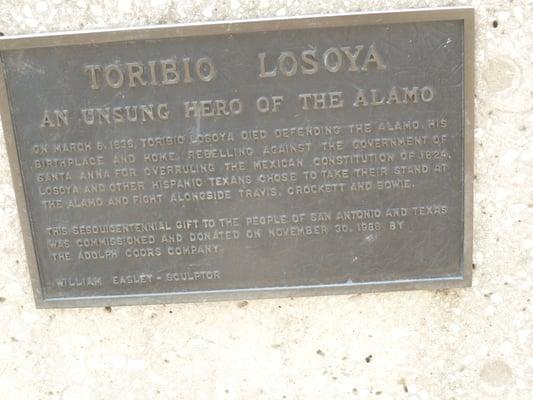 TORIBIO LOSOYA
AN UNSUNG HERO OF THE ALAMO
ON MARCH 6, 1836, TORIBIO LOSOYA DIED DEFENDING THE ALAMO, HIS
BIRTHPLACE AND HOME. REBELLING AGAINST THE GOVERNMENT OF
SANTA ANNA FOR OVERRULING THE MEXICAN CONSTITUTION OF 1824,
LOSOYA AND OTHER HISPANIC TEXANS CHOSE TO TAKE THEIR STAND AT
THE ALAMO AND FIGHT ALONGSIDE TRAVIS, CROCKETT AND BOWIE.
THIS SESQUICENTENNIAL GIFT TO THE PEOPLE OF SAN ANTONIO AND TEXAS
WAS COMMISSIONED AND DONATED ON NOVEMBER 30, 1986 BY
THE ADOLPH COORS COMPANY.
WILLIAM EASLEY - SCULPTOR